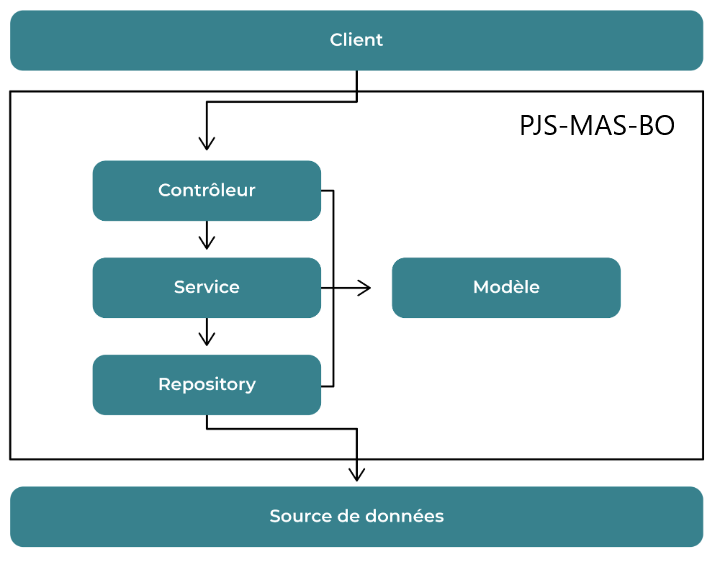 Client
PJS-MAS-BO
Contrôleur
Service
Modèle
Repository
Source de données